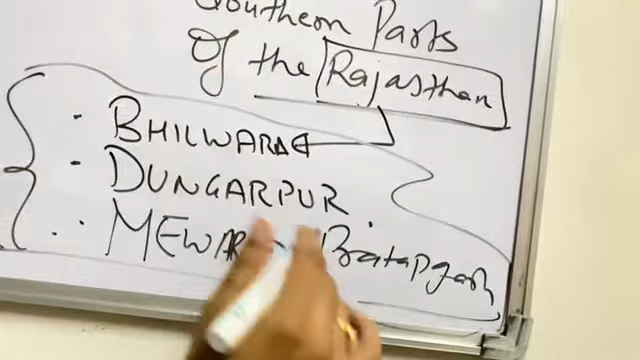 Southern Parts
Of the Rajasthan
BHILWARA
DUNGARPUR
MEWAR Pratapgarh